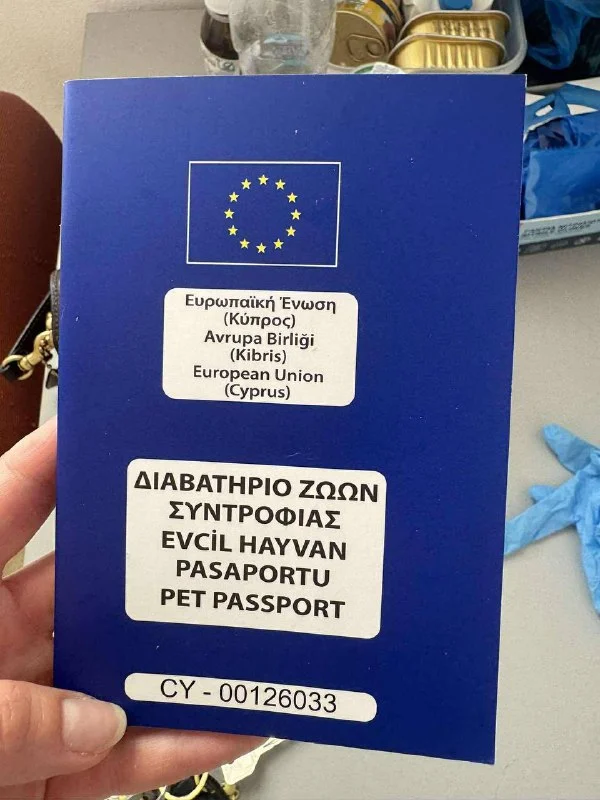 Ευρωπαϊκή Ένωση
(Κύπρος)
Avrupa Birliği
(Kibris)
European Union
(Cyprus)
ΔΙΑΒΑΤΗΡΙΟ ΖΩΩΝ
ΣΥΝΤΡΟΦΙΑΣ
EVCİL HAYVAN
PASAPORTU
PET PASSPORT
CY - 00126033